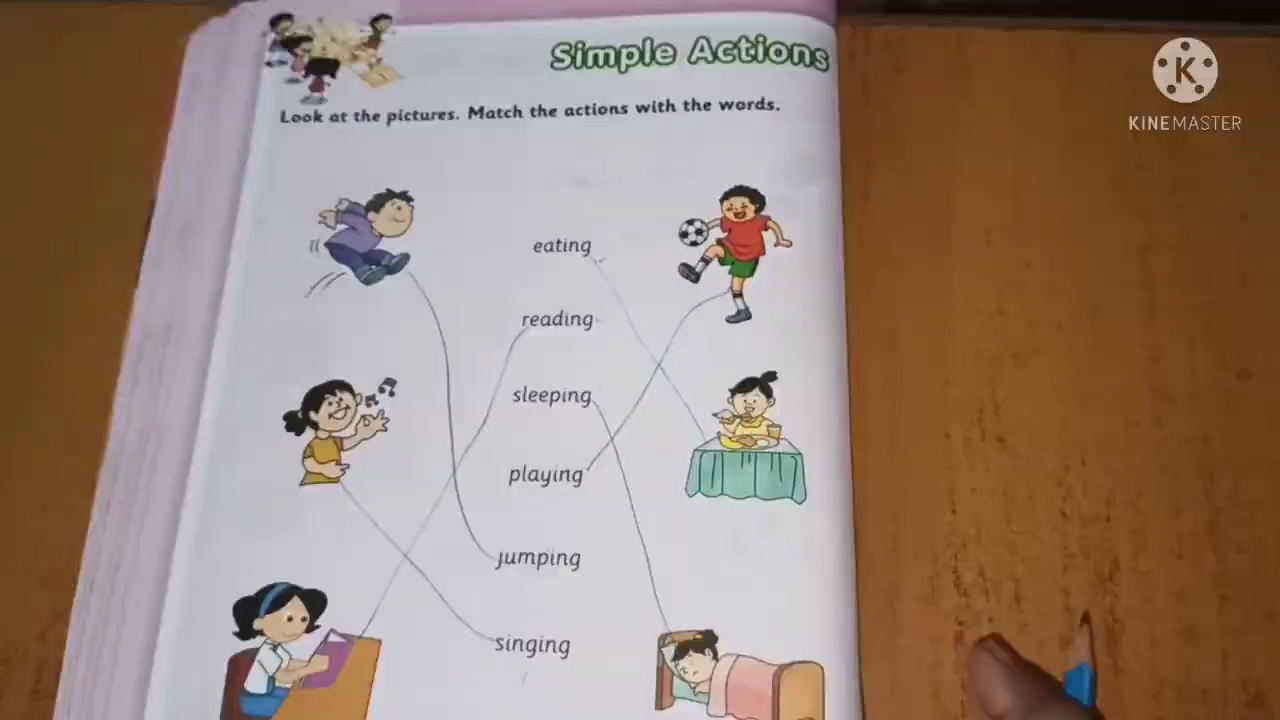 Simple Actions
Look at the pictures. Match the actions with the words.
eating
reading
sleeping
playing
jumping
singing
K
KINEMASTER